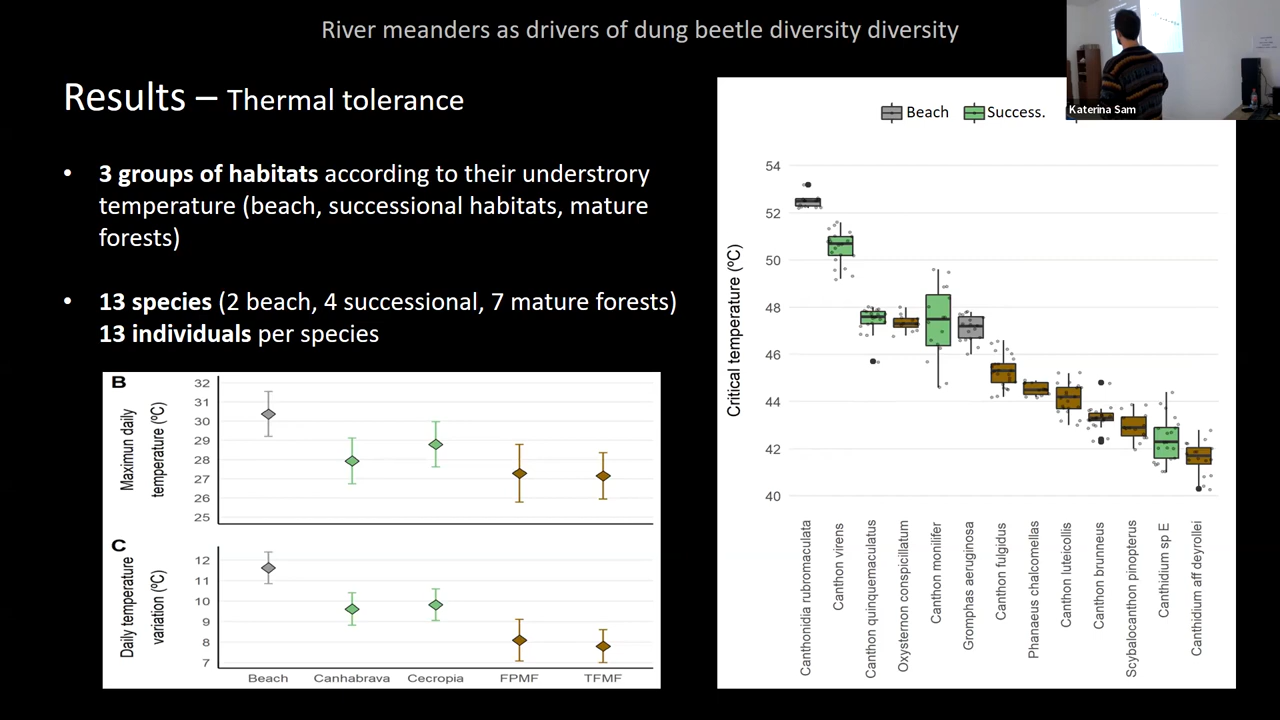 River meanders as drivers of dung beetle diversity diversity
Results – Thermal tolerance
• 3 groups of habitats according to their understrory
temperature (beach, successional habitats, mature
forests)
• 13 species (2 beach, 4 successional, 7 mature forests)
13 individuals per species
B
Maximun daily
temperature (ºC)
32
31
30
29
28
27
26
25
C
Daily temperature
variation (ºC)
12
11
10
9
8
7
Beach Canhabrava Cecropia FPMF TFMF
Katerina Sam
Beach Success.
Critical temperature (ºC)
54
52
50
48
46
44
42
40
Canthonidia rubromaculata
Canthon virens
Canthon quinquemaculatus
Oxysternon conspicillatum
Canthon monilifer
Gromphas aeruginosa
Canthon fulgidus
Phanaeus chalcomellas
Canthon luteicollis
Canthon brunneus
Scybalocanthon pinopterus
Canthidium sp E
Canthidium aff deyrollei